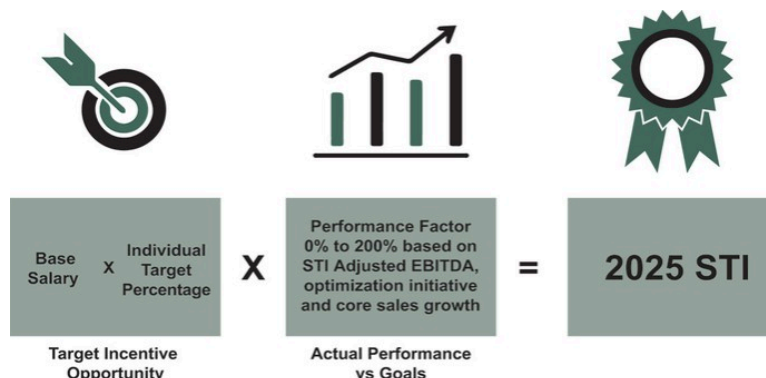 Base
Salary
X
Individual
Target
Percentage
X
Performance Factor
0% to 200% based on
STI Adjusted EBITDA,
optimization initiative
and core sales growth
=
2025 STI
Target Incentive
Opportunity
Actual Performance
vs Goals